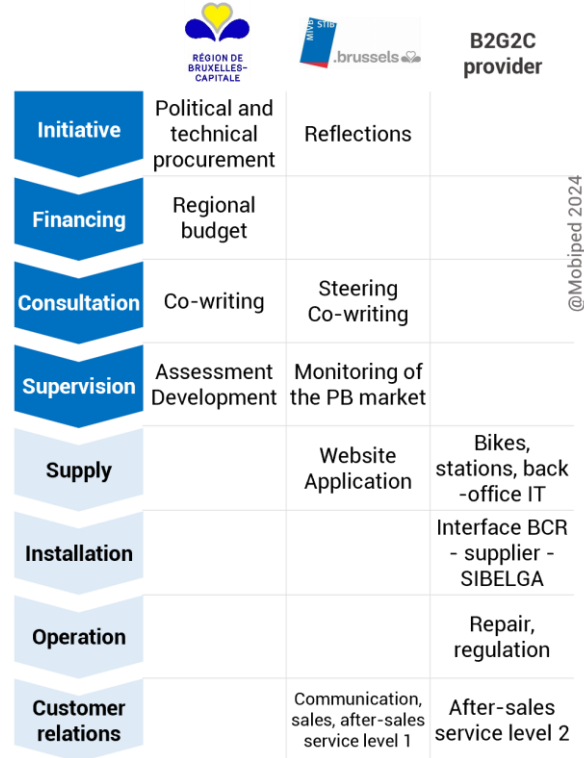 RÉGION DE
BRUXELLES-
CAPITALE
MIVB
STIB
.brussels
B2G2C
provider
Initiative
Political and
technical
procurement
Reflections
Financing
Regional
budget
Consultation
Co-writing
Steering
Co-writing
Supervision
Assessment
Development
Monitoring of
the PB market
Supply
Website
Application
Bikes,
stations, back
-office IT
Installation
Interface BCR
- supplier -
SIBELGA
Operation
Repair,
regulation
Customer
relations
Communication,
sales, after-sales
service level 1
After-sales
service level 2
@Mobiped 2024